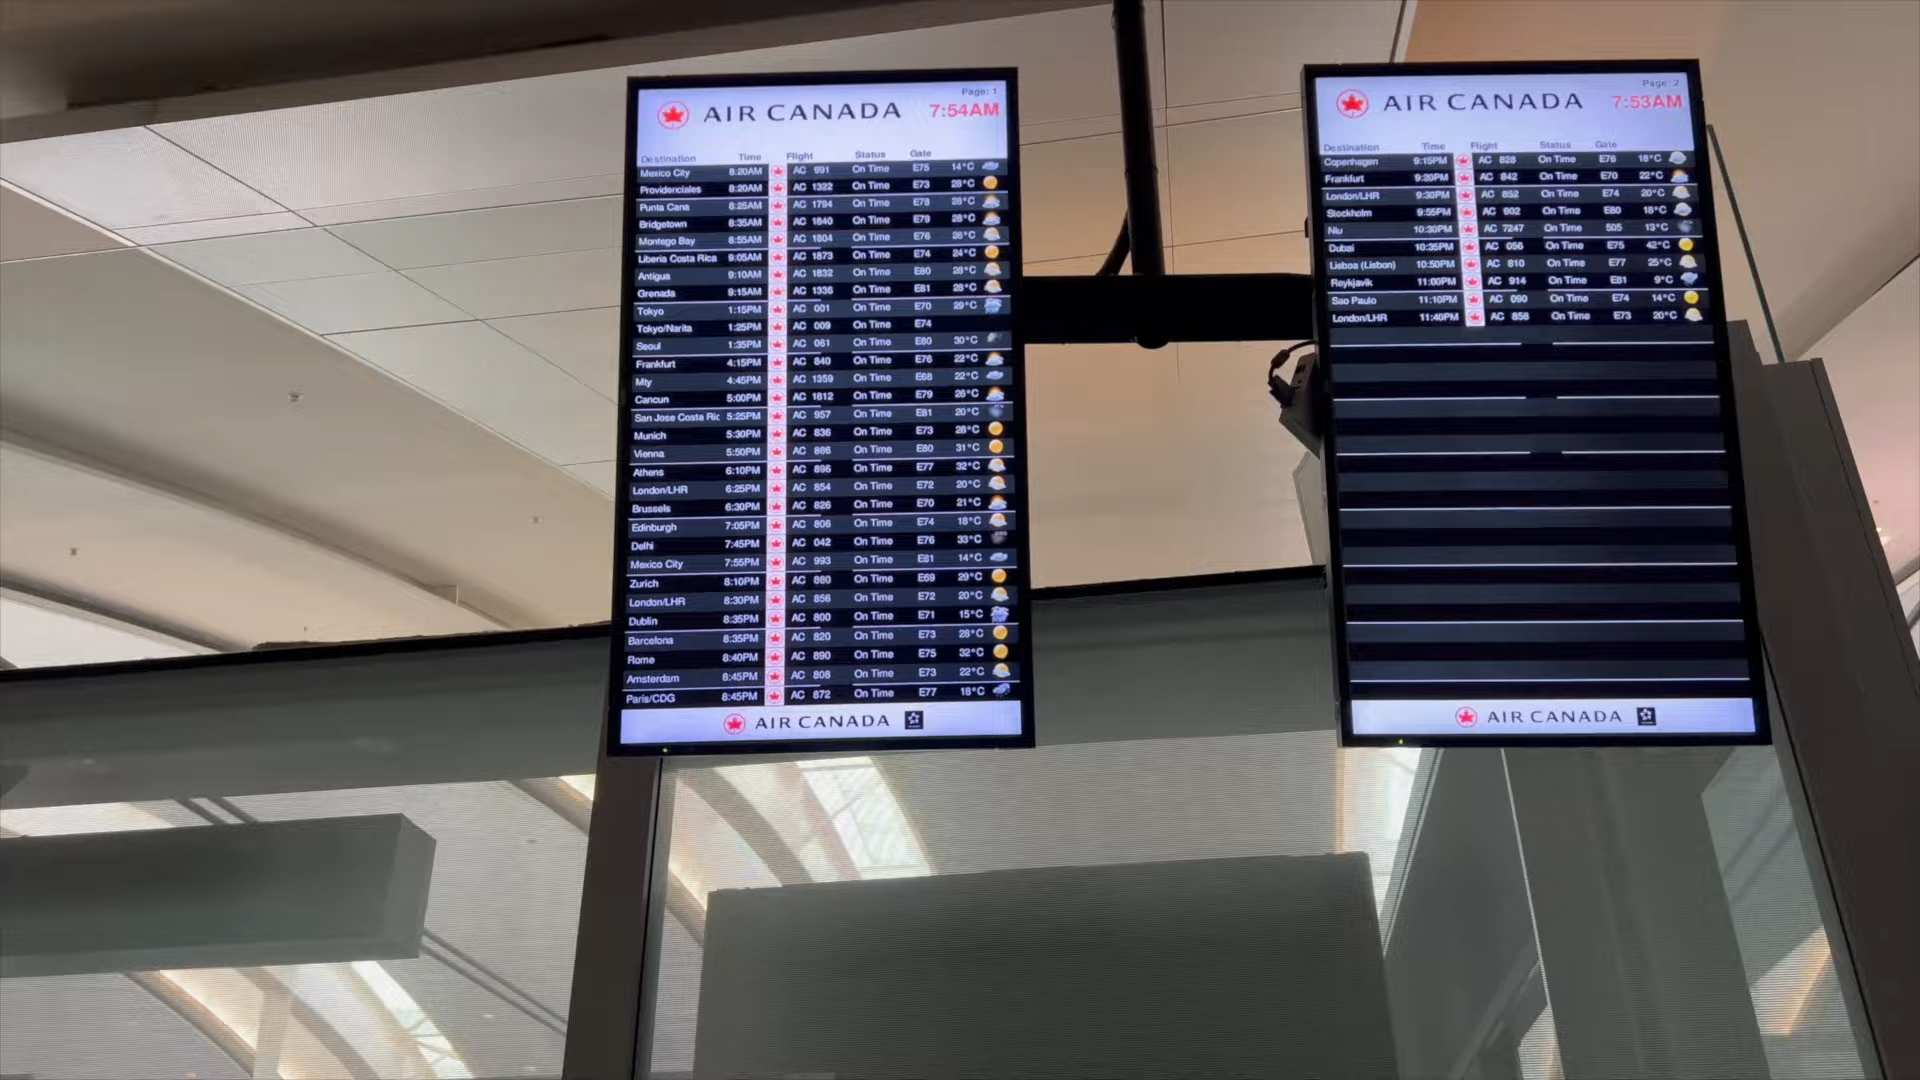 Page: 1
AIR CANADA 7:54AM
Destination Time Flight Status Gate
Mexico City 8:20AM AC 991 On Time E75 14°C
Providenciales 8:20AM AC 1322 On Time E73 28°C
Punta Cana 8:25AM AC 1794 On Time E78 28°C
Bridgetown 8:35AM AC 1840 On Time E79 28°C
Montego Bay 8:55AM AC 1804 On Time E76 26°C
Liberia Costa Rica 9:05AM AC 1873 On Time E74 24°C
Antigua 9:10AM AC 1832 On Time E80 28°C
Grenada 9:15AM AC 1336 On Time E81 28°C
Tokyo 1:15PM AC 001 On Time E70 29°C
Tokyo/Narita 1:25PM AC 009 On Time E74
Seoul 1:35PM AC 061 On Time E80 30°C
Frankfurt 4:15PM AC 840 On Time E76 22°C
Mty 4:45PM AC 1359 On Time E68 22°C
Cancun 5:00PM AC 1812 On Time E79 26°C
San Jose Costa Ric 5:25PM AC 957 On Time E81 20°C
Munich 5:30PM AC 836 On Time E73 28°C
Vienna 5:50PM AC 886 On Time E80 31°C
Athens 6:10PM AC 896 On Time E77 32°C
London/LHR 6:25PM AC 854 On Time E72 20°C
Brussels 6:30PM AC 826 On Time E70 21°C
Edinburgh 7:05PM AC 806 On Time E74 18°C
Delhi 7:45PM AC 042 On Time E76 33°C
Mexico City 7:55PM AC 993 On Time E81 14°C
Zurich 8:10PM AC 880 On Time E69 29°C
London/LHR 8:30PM AC 856 On Time E72 20°C
Dublin 8:35PM AC 800 On Time E71 15°C
Barcelona 8:35PM AC 820 On Time E73 28°C
Rome 8:40PM AC 890 On Time E75 32°C
Amsterdam 8:45PM AC 808 On Time E73 22°C
Paris/CDG 8:45PM AC 872 On Time E77 18°C
AIR CANADA
Page: 2
AIR CANADA 7:53AM
Destination Time Flight Status Gate
Copenhagen 9:15PM AC 828 On Time E76 18°C
Frankfurt 9:20PM AC 842 On Time E70 22°C
London/LHR 9:30PM AC 852 On Time E74 20°C
Stockholm 9:55PM AC 902 On Time E80 18°C
Nlu 10:30PM AC 7247 On Time 505 13°C
Dubai 10:35PM AC 056 On Time E75 42°C
Lisboa (Lisbon) 10:50PM AC 810 On Time E77 25°C
Reykjavik 11:00PM AC 914 On Time E81 9°C
Sao Paulo 11:10PM AC 090 On Time E74 14°C
London/LHR 11:40PM AC 858 On Time E73 20°C
AIR CANADA